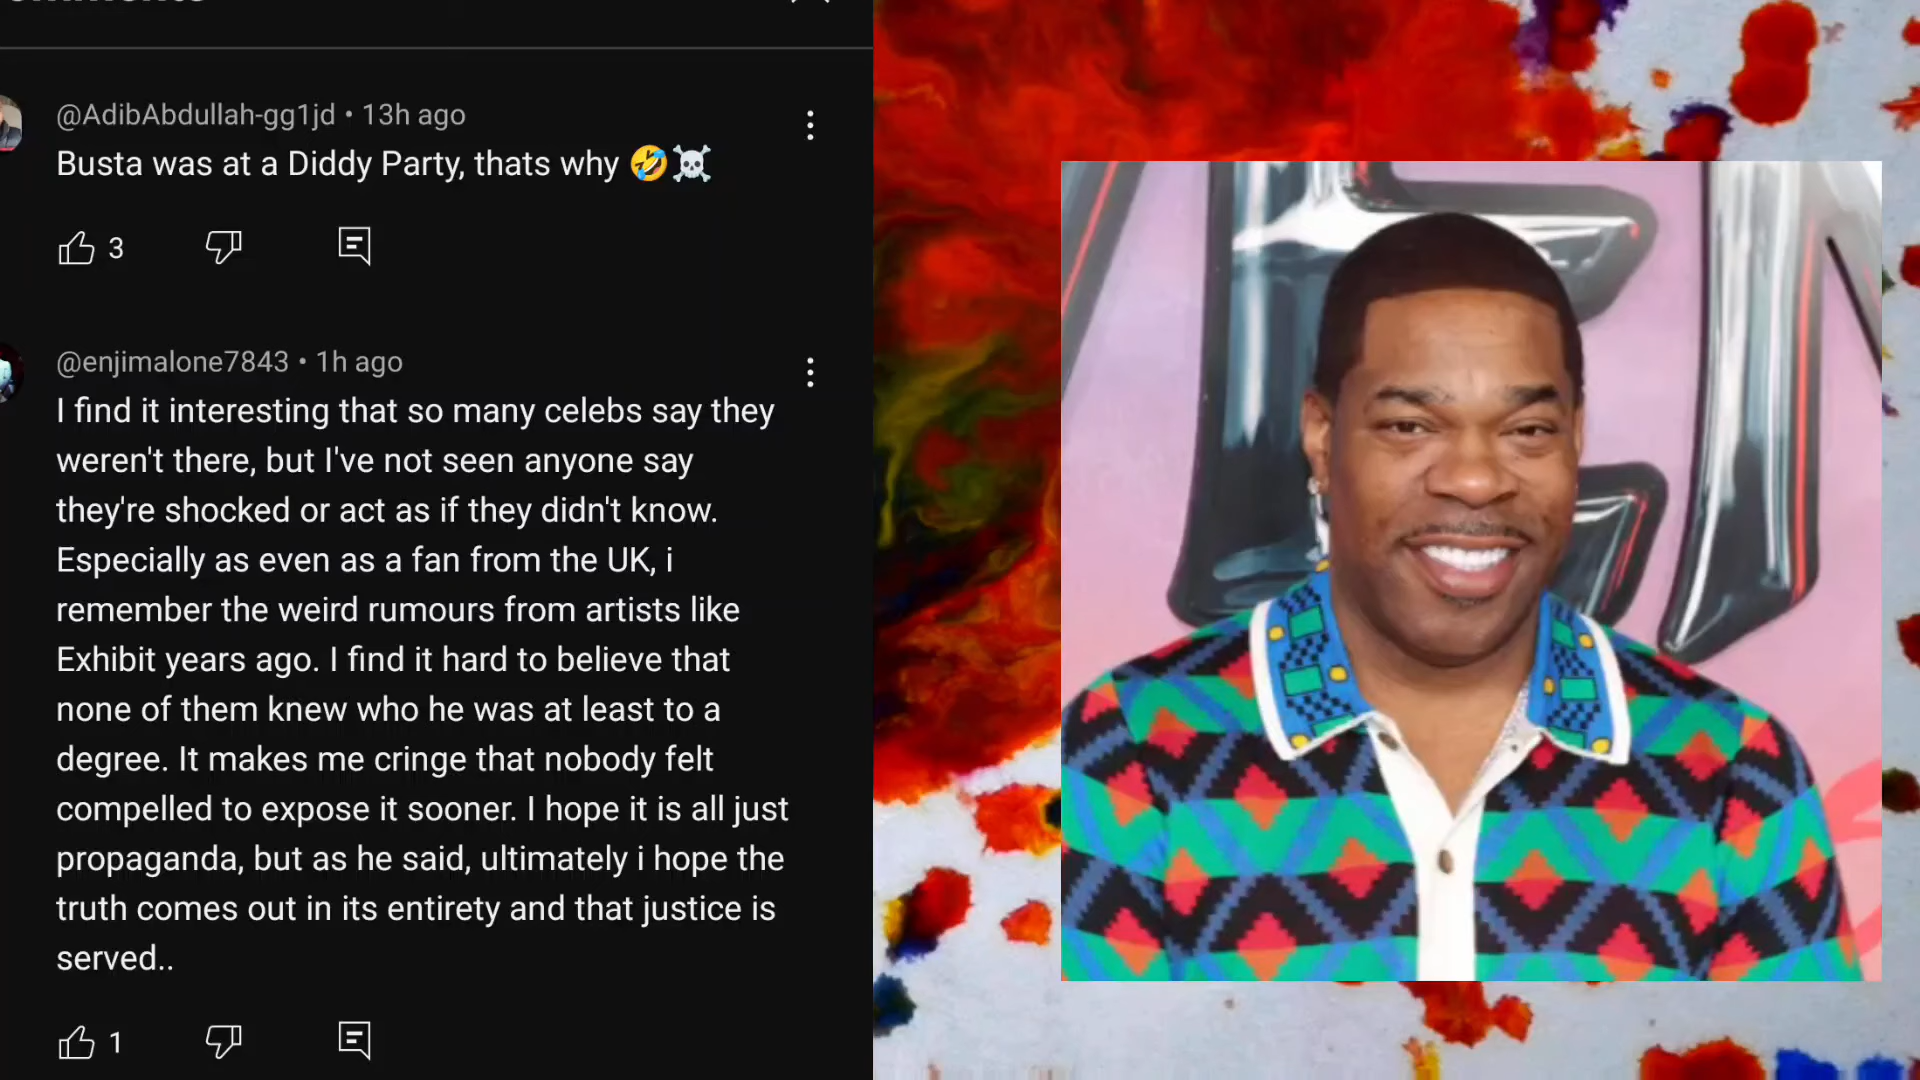 @AdibAbdullah-gg1jd • 13h ago
Busta was at a Diddy Party, thats why 🤣☠️
3
@enjimalone7843 • 1h ago
I find it interesting that so many celebs say they
weren't there, but I've not seen anyone say
they're shocked or act as if they didn't know.
Especially as even as a fan from the UK, i
remember the weird rumours from artists like
Exhibit years ago. I find it hard to believe that
none of them knew who he was at least to a
degree. It makes me cringe that nobody felt
compelled to expose it sooner. I hope it is all just
propaganda, but as he said, ultimately i hope the
truth comes out in its entirety and that justice is
served..
1